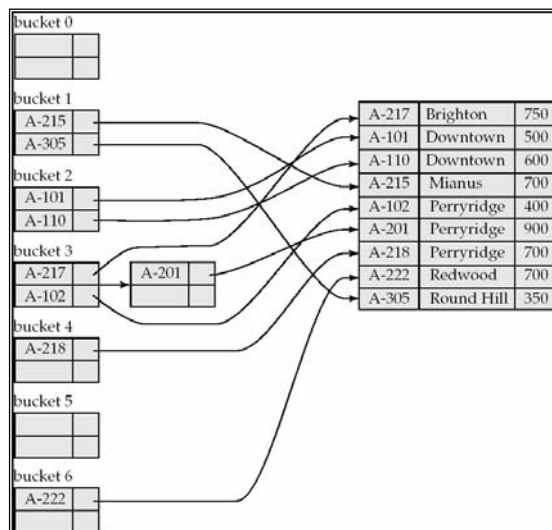 bucket 0
bucket 1
A-215
A-305
bucket 2
A-101
A-110
bucket 3
A-217
A-102
A-201
bucket 4
A-218
bucket 5
bucket 6
A-222
A-217 Brighton 750
A-101 Downtown 500
A-110 Downtown 600
A-215 Mianus 700
A-102 Perryridge 400
A-201 Perryridge 900
A-218 Perryridge 700
A-222 Redwood 700
A-305 Round Hill 350